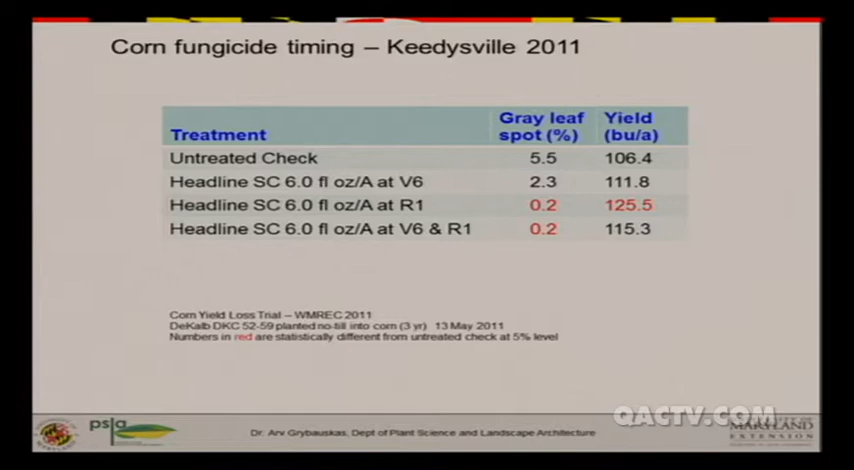 Corn fungicide timing – Keedysville 2011
Treatment Gray leaf spot (%) Yield (bu/a)
Untreated Check 5.5 106.4
Headline SC 6.0 fl oz/A at V6 2.3 111.8
Headline SC 6.0 fl oz/A at R1 0.2 125.5
Headline SC 6.0 fl oz/A at V6 & R1 0.2 115.3
Corn Yield Loss Trial – WMREC 2011
DeKalb DKC 52-59 planted no-till into corn (3 yr) 13 May 2011
Numbers in red are statistically different from untreated check at 5% level
psla
Dr. Arv Grybauskas, Dept of Plant Science and Landscape Architecture
QACTV.COM
UNIVERSITY OF
MARYLAND
EXTENSION